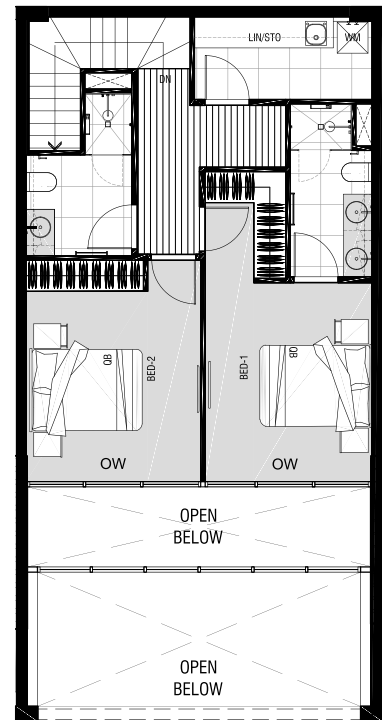 LIN/STO
WM
DN
QB
BED-2
BED-1
QB
OW
OW
OPEN
BELOW
OPEN
BELOW